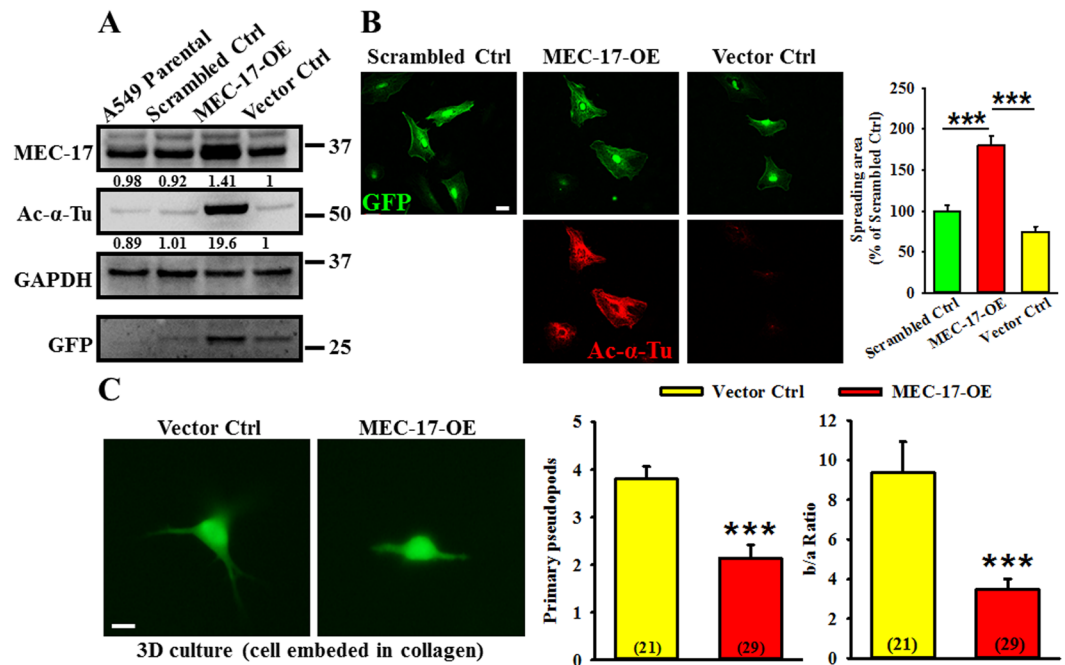 A
A549 Parental
Scrambled Ctrl
MEC-17-OE
Vector Ctrl
MEC-17
37
0.98 0.92 1.41 1
Ac-α-Tu
50
0.89 1.01 19.6 1
GAPDH
37
GFP
25
B
Scrambled Ctrl MEC-17-OE Vector Ctrl
GFP
Ac-α-Tu
Spreading area
(% of Scrambled Ctrl)
250
200
150
100
50
0
*** ***
Scrambled Ctrl
MEC-17-OE
Vector Ctrl
C
Vector Ctrl MEC-17-OE
3D culture (cell embeded in collagen)
Vector Ctrl MEC-17-OE
Primary pseudopods
5
4
3
2
1
0
***
(21) (29)
b/a Ratio
12
10
8
6
4
2
0
***
(21) (29)